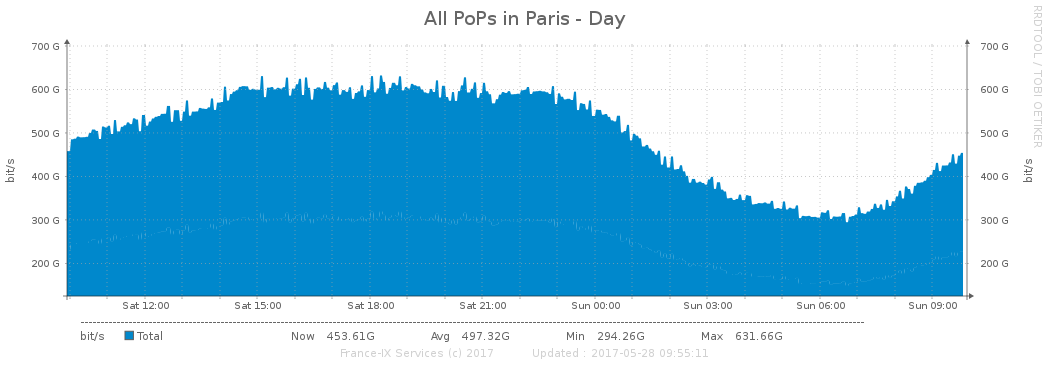 All PoPs in Paris - Day
RRDTOOL / TOBI OETIKER
700 G 700 G
600 G 600 G
500 G 500 G
400 G 400 G
300 G 300 G
200 G 200 G
bit/s bit/s
Sat 12:00 Sat 15:00 Sat 18:00 Sat 21:00 Sun 00:00 Sun 03:00 Sun 06:00 Sun 09:00
bit/s Total Now 453.61G Avg 497.32G Min 294.26G Max 631.66G
France-IX Services (c) 2017 Updated : 2017-05-28 09:55:11